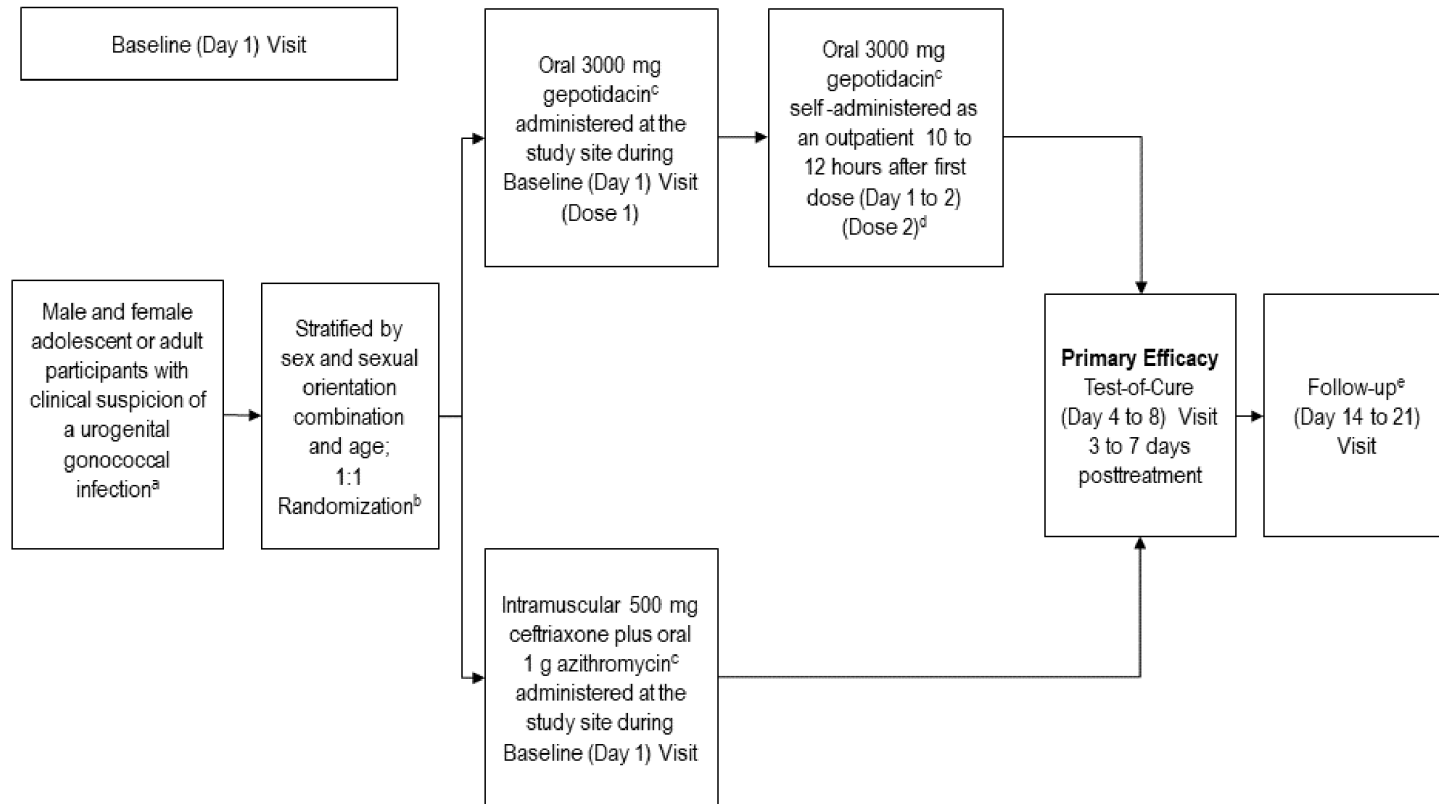 Baseline (Day 1) Visit
Oral 3000 mg
gepotidacinᶜ
administered at the
study site during
Baseline (Day 1) Visit
(Dose 1)
Oral 3000 mg
gepotidacinᶜ
self-administered as
an outpatient 10 to
12 hours after first
dose (Day 1 to 2)
(Dose 2)ᵈ
Male and female
adolescent or adult
participants with
clinical suspicion of
a urogenital
gonococcal
infectionᵃ
Stratified by
sex and sexual
orientation
combination
and age;
1:1
Randomizationᵇ
Primary Efficacy
Test-of-Cure
(Day 4 to 8) Visit
3 to 7 days
posttreatment
Follow-upᵉ
(Day 14 to 21)
Visit
Intramuscular 500 mg
ceftriaxone plus oral
1 g azithromycinᶜ
administered at the
study site during
Baseline (Day 1) Visit